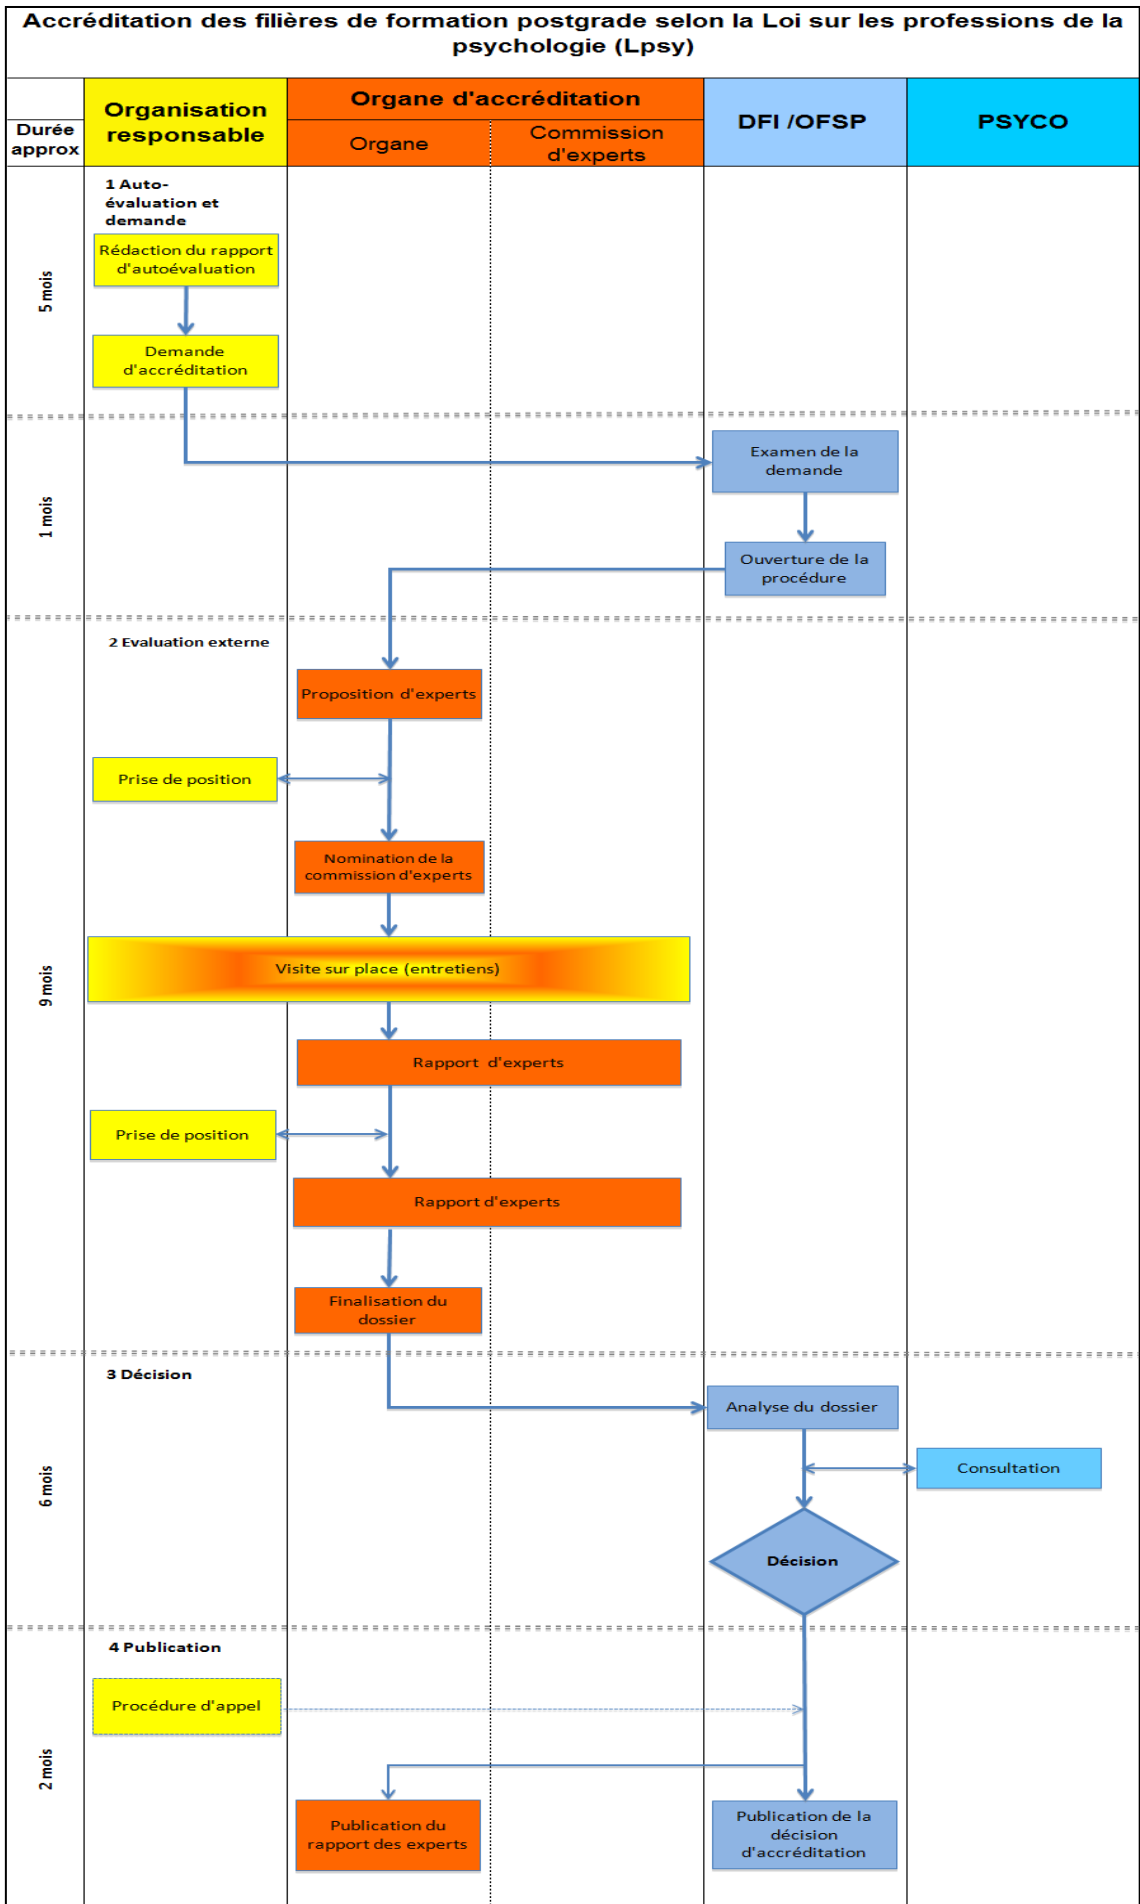 Accréditation des filières de formation postgrade selon la Loi sur les professions de la
psychologie (Lpsy)
Durée
approx
Organisation
responsable
Organe d'accréditation
Organe
Commission
d'experts
DFI /OFSP
PSYCO
5 mois
1 Auto-
évaluation et
demande
Rédaction du rapport
d'autoévaluation
Demande
d'accréditation
1 mois
Examen de la
demande
Ouverture de la
procédure
9 mois
2 Evaluation externe
Proposition d'experts
Prise de position
Nomination de la
commission d'experts
Visite sur place (entretiens)
Rapport d'experts
Prise de position
Rapport d'experts
Finalisation du
dossier
6 mois
3 Décision
Analyse du dossier
Consultation
Décision
2 mois
4 Publication
Procédure d'appel
Publication du
rapport des experts
Publication de la
décision
d'accréditation